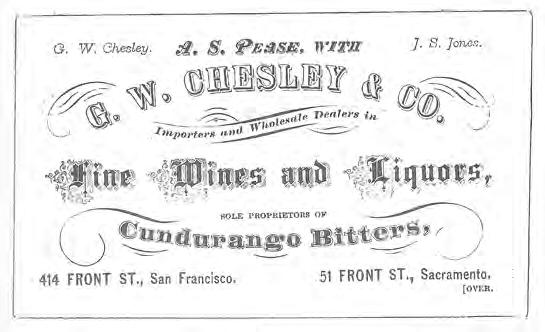 G. W. Chesley. A. S. PEASE, WITH J. S. Jones.
G. W. CHESLEY & CO.
Importers and Wholesale Dealers in
Fine Wines and Liquors,
SOLE PROPRIETORS OF
Cundurango Bitters,
414 FRONT ST., San Francisco. 51 FRONT ST., Sacramento.
[OVER.